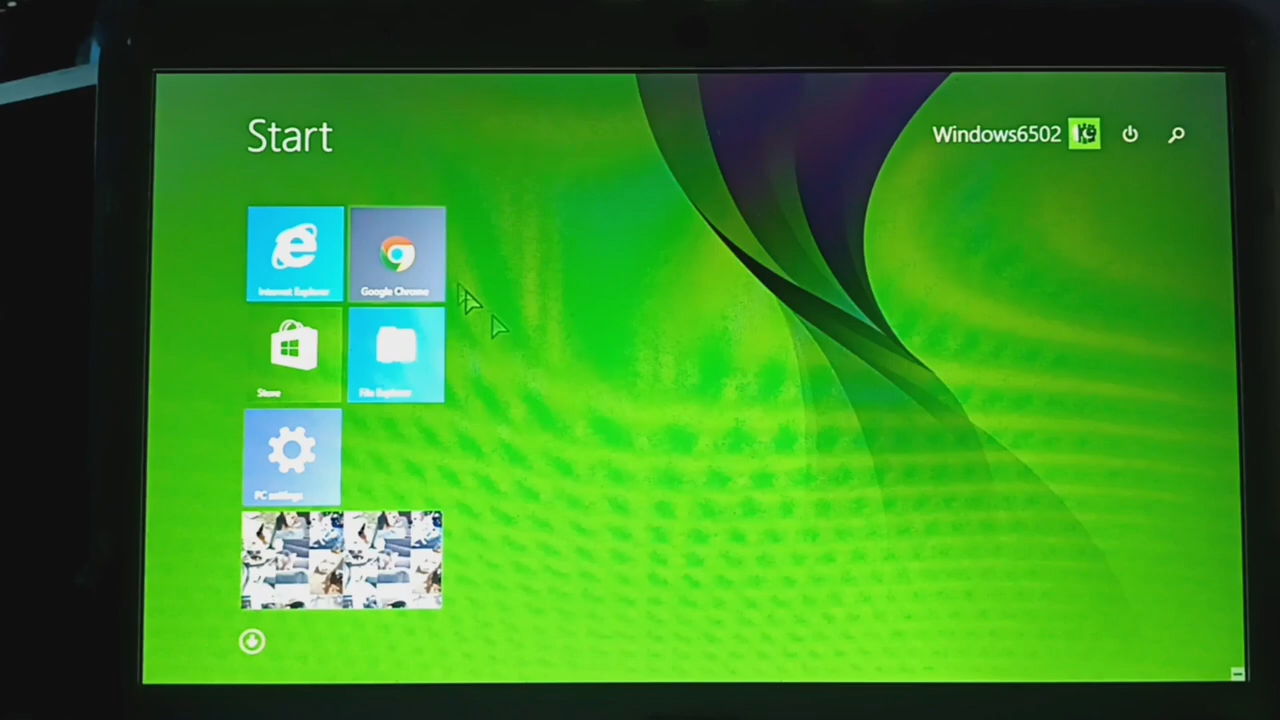 Start
Windows6502
Internet Explorer
Google Chrome
Store
File Explorer
PC settings